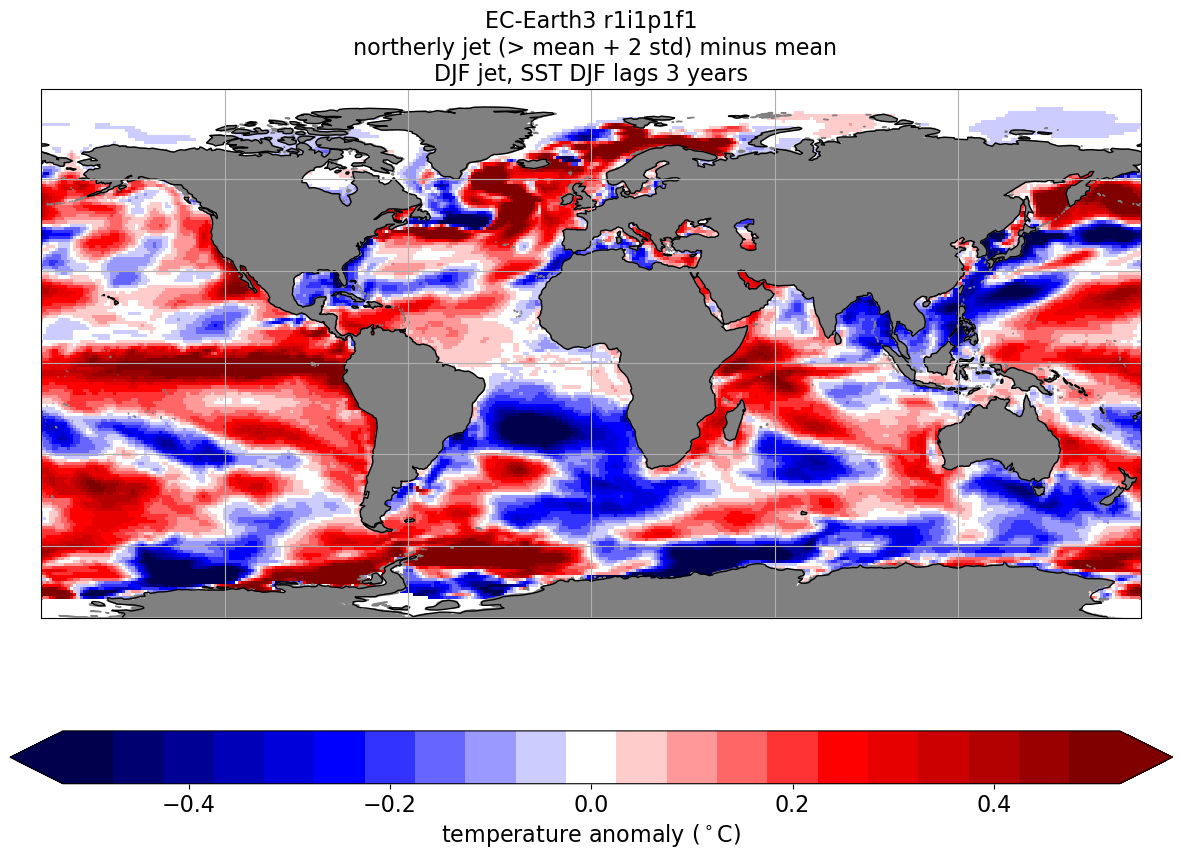 EC-Earth3 r1i1p1f1
northerly jet (> mean + 2 std) minus mean
DJF jet, SST DJF lags 3 years
−0.4 −0.2 0.0 0.2 0.4
temperature anomaly (°C)